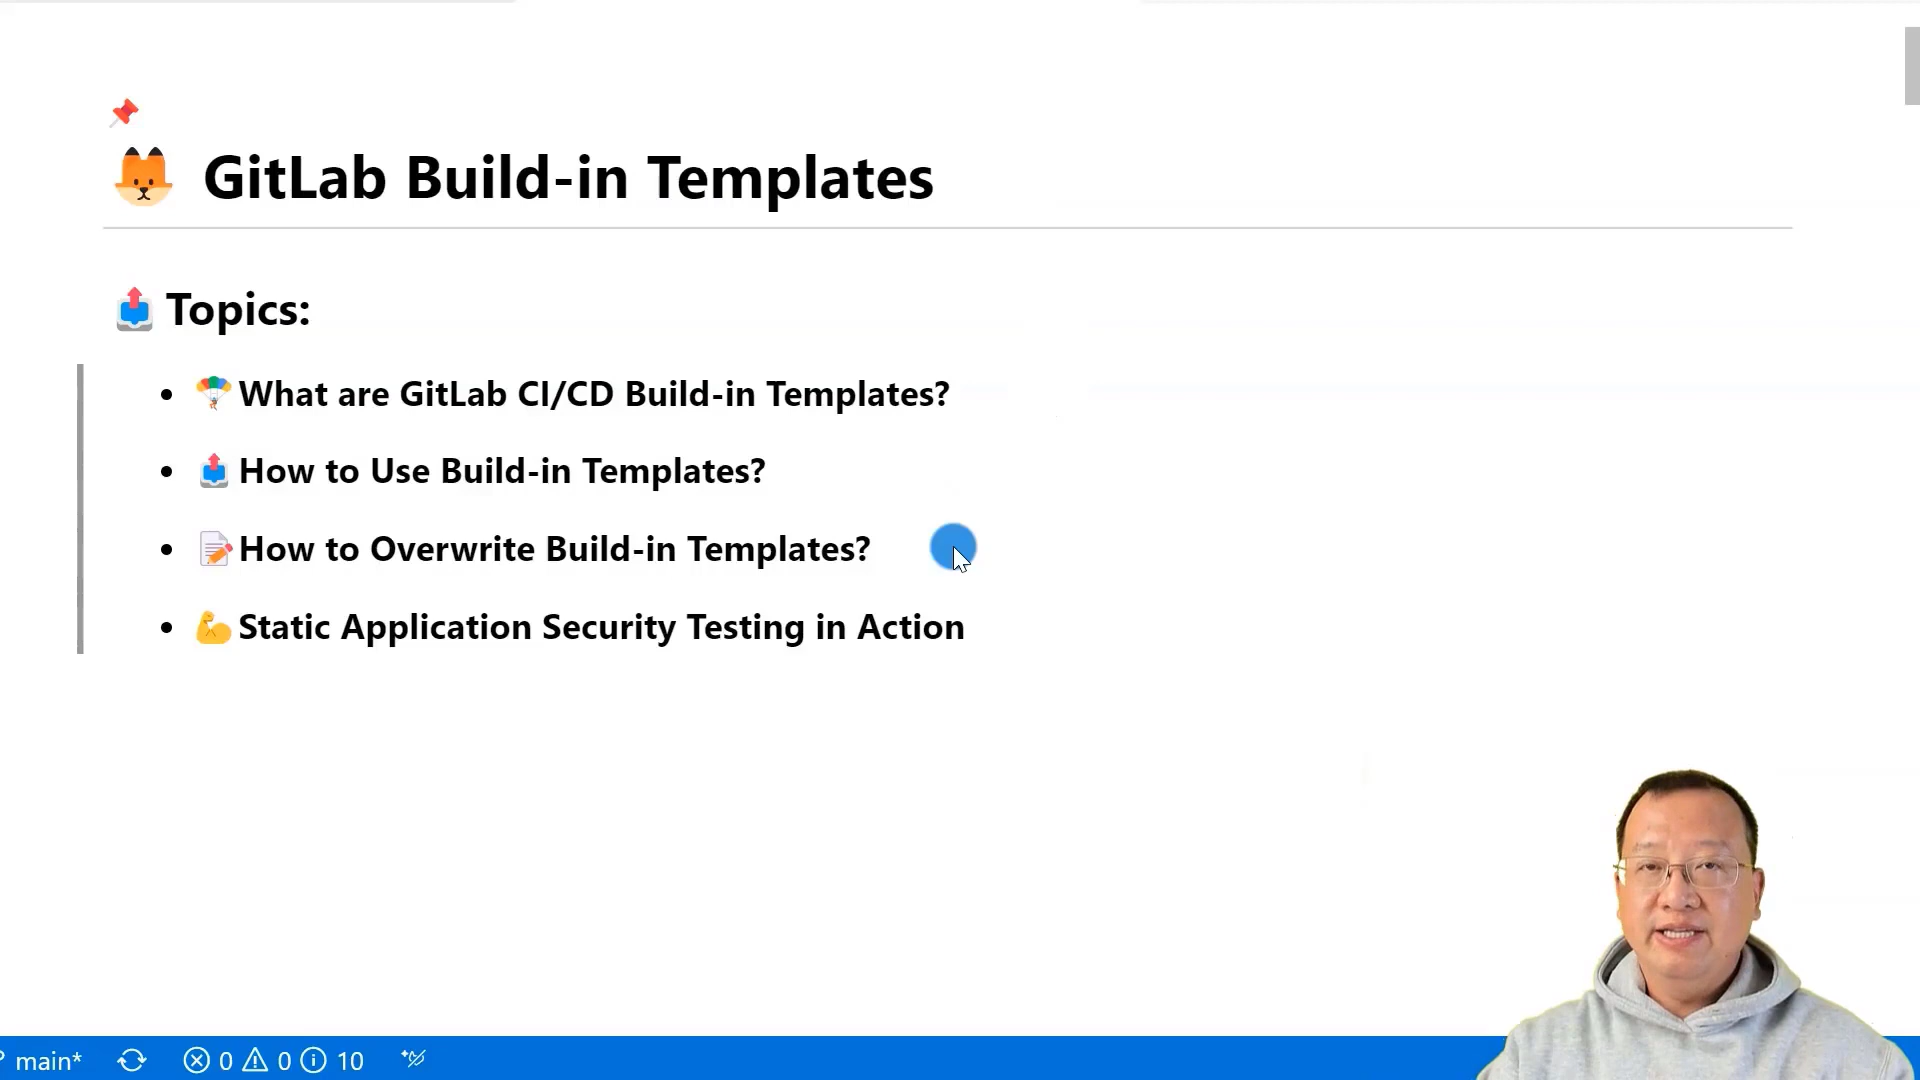 GitLab Build-in Templates
Topics:
What are GitLab CI/CD Build-in Templates?
How to Use Build-in Templates?
How to Overwrite Build-in Templates?
Static Application Security Testing in Action
main* 0 0 10